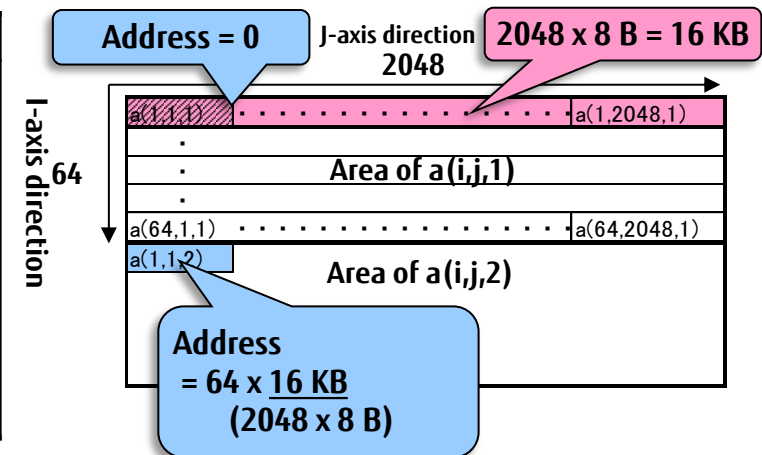 Address = 0
J-axis direction
2048
2048 x 8 B = 16 KB
I-axis direction
64
a(1,1,1) ・・・・・・・・・・・・・・・・・ a(1,2048,1)
・
・
・
Area of a(i,j,1)
a(64,1,1) ・・・・・・・・・・・・・・・・・ a(64,2048,1)
a(1,1,2)
Area of a(i,j,2)
Address
= 64 x 16 KB
(2048 x 8 B)